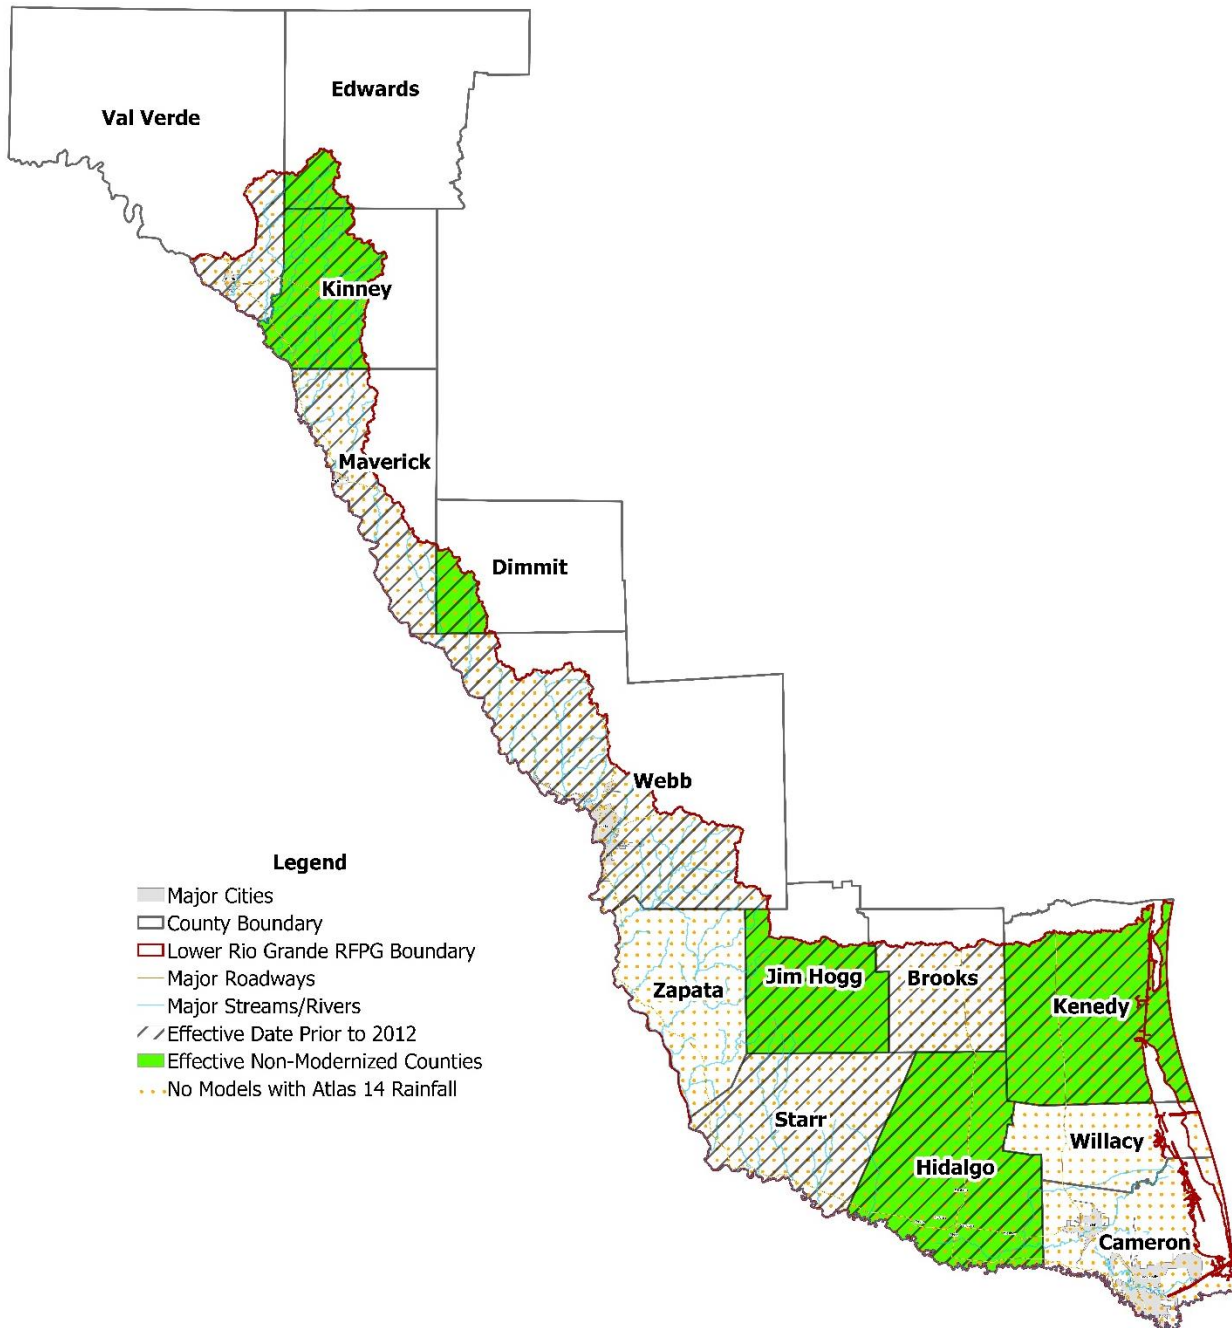 Edwards
Val Verde
Kinney
Maverick
Dimmit
Webb
Legend
Major Cities
County Boundary
Lower Rio Grande RFPG Boundary
Major Roadways
Major Streams/Rivers
Effective Date Prior to 2012
Effective Non-Modernized Counties
No Models with Atlas 14 Rainfall
Zapata
Jim Hogg
Brooks
Kenedy
Starr
Willacy
Hidalgo
Cameron